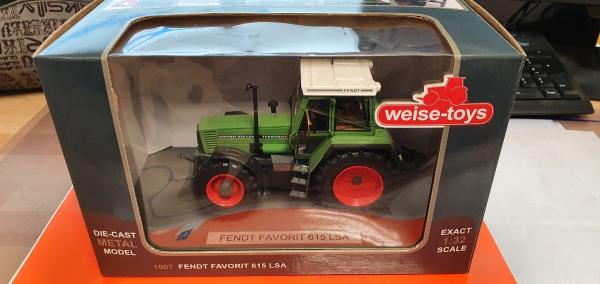 FENDT
weise-toys
FENDT FAVORIT 615 LSA
DIE-CAST
METAL
MODEL
EXACT
1:32
SCALE
1007 FENDT FAVORIT 615 LSA